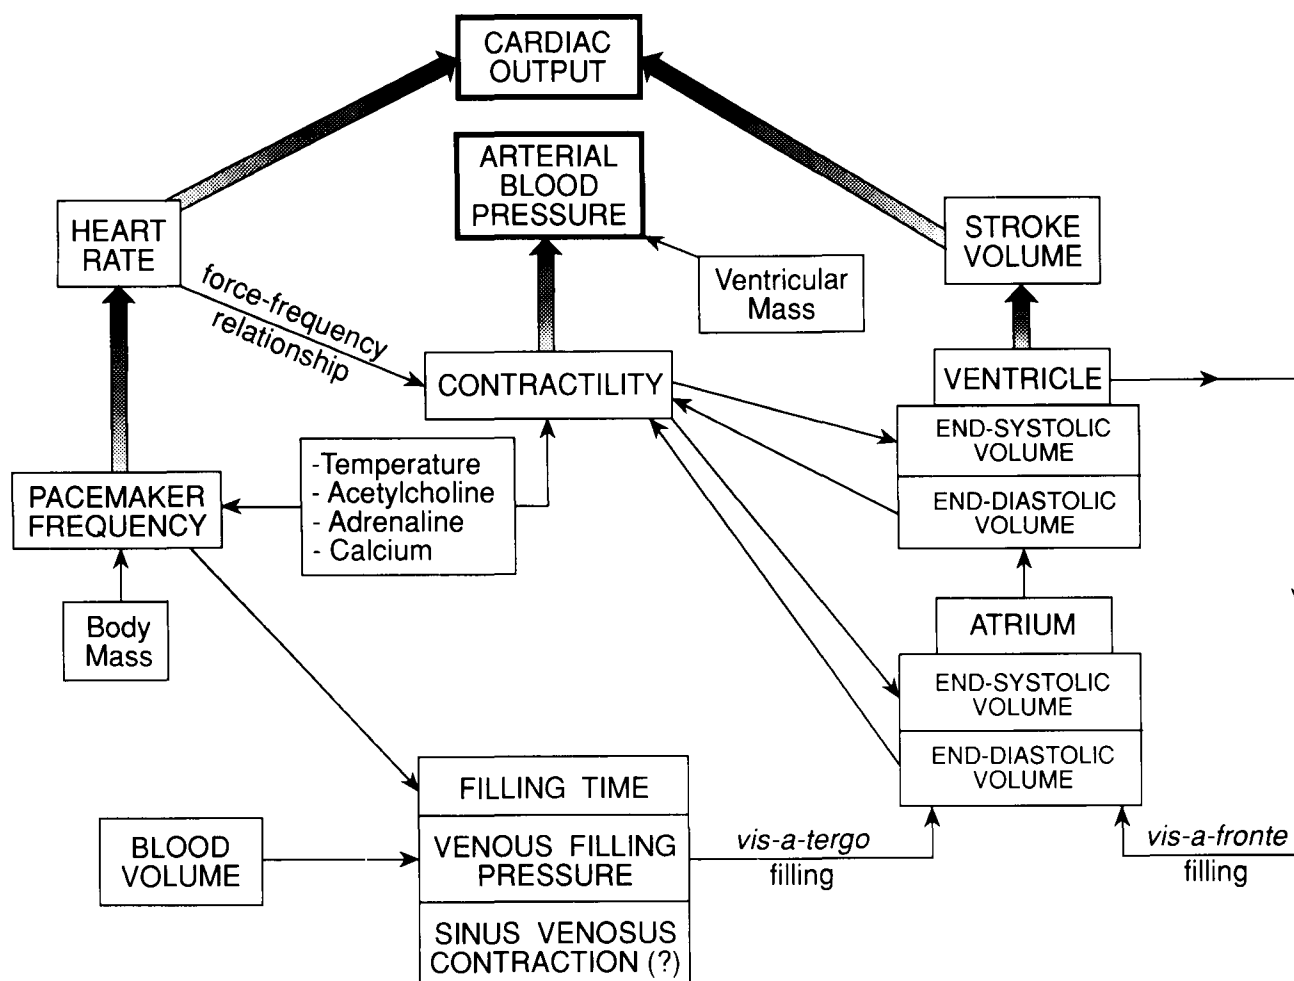 CARDIAC
OUTPUT
ARTERIAL
BLOOD
PRESSURE
HEART
RATE
STROKE
VOLUME
Ventricular
Mass
force-frequency
relationship
CONTRACTILITY
VENTRICLE
END-SYSTOLIC
VOLUME
END-DIASTOLIC
VOLUME
-Temperature
- Acetylcholine
- Adrenaline
- Calcium
PACEMAKER
FREQUENCY
Body
Mass
ATRIUM
END-SYSTOLIC
VOLUME
END-DIASTOLIC
VOLUME
FILLING TIME
BLOOD
VOLUME
VENOUS FILLING
PRESSURE
vis-a-tergo
filling
vis-a-fronte
filling
SINUS VENOSUS
CONTRACTION (?)